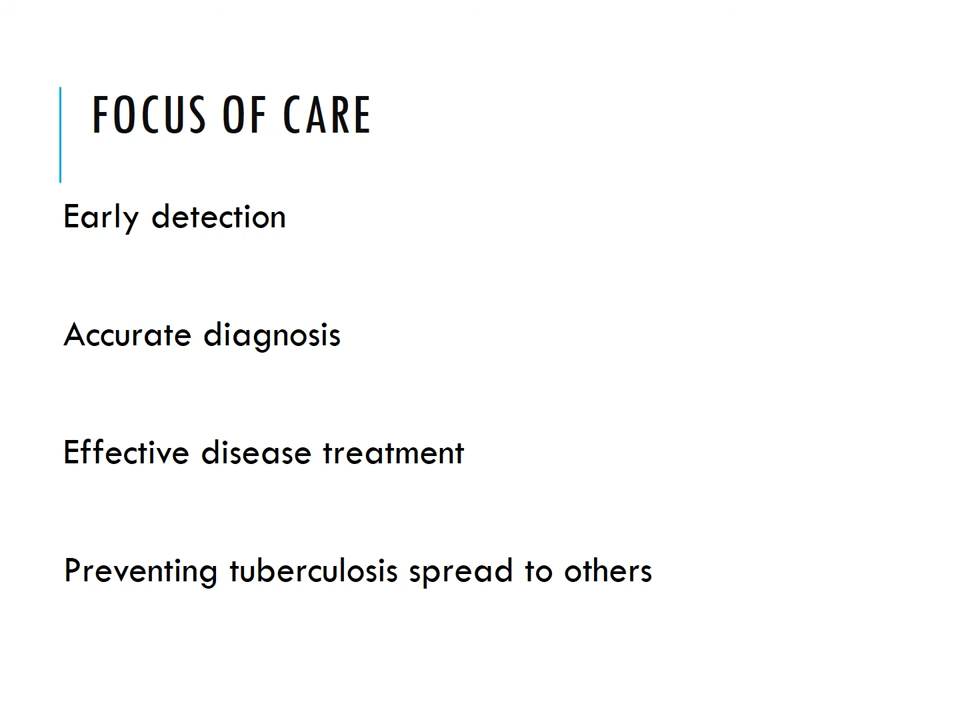 FOCUS OF CARE
Early detection
Accurate diagnosis
Effective disease treatment
Preventing tuberculosis spread to others